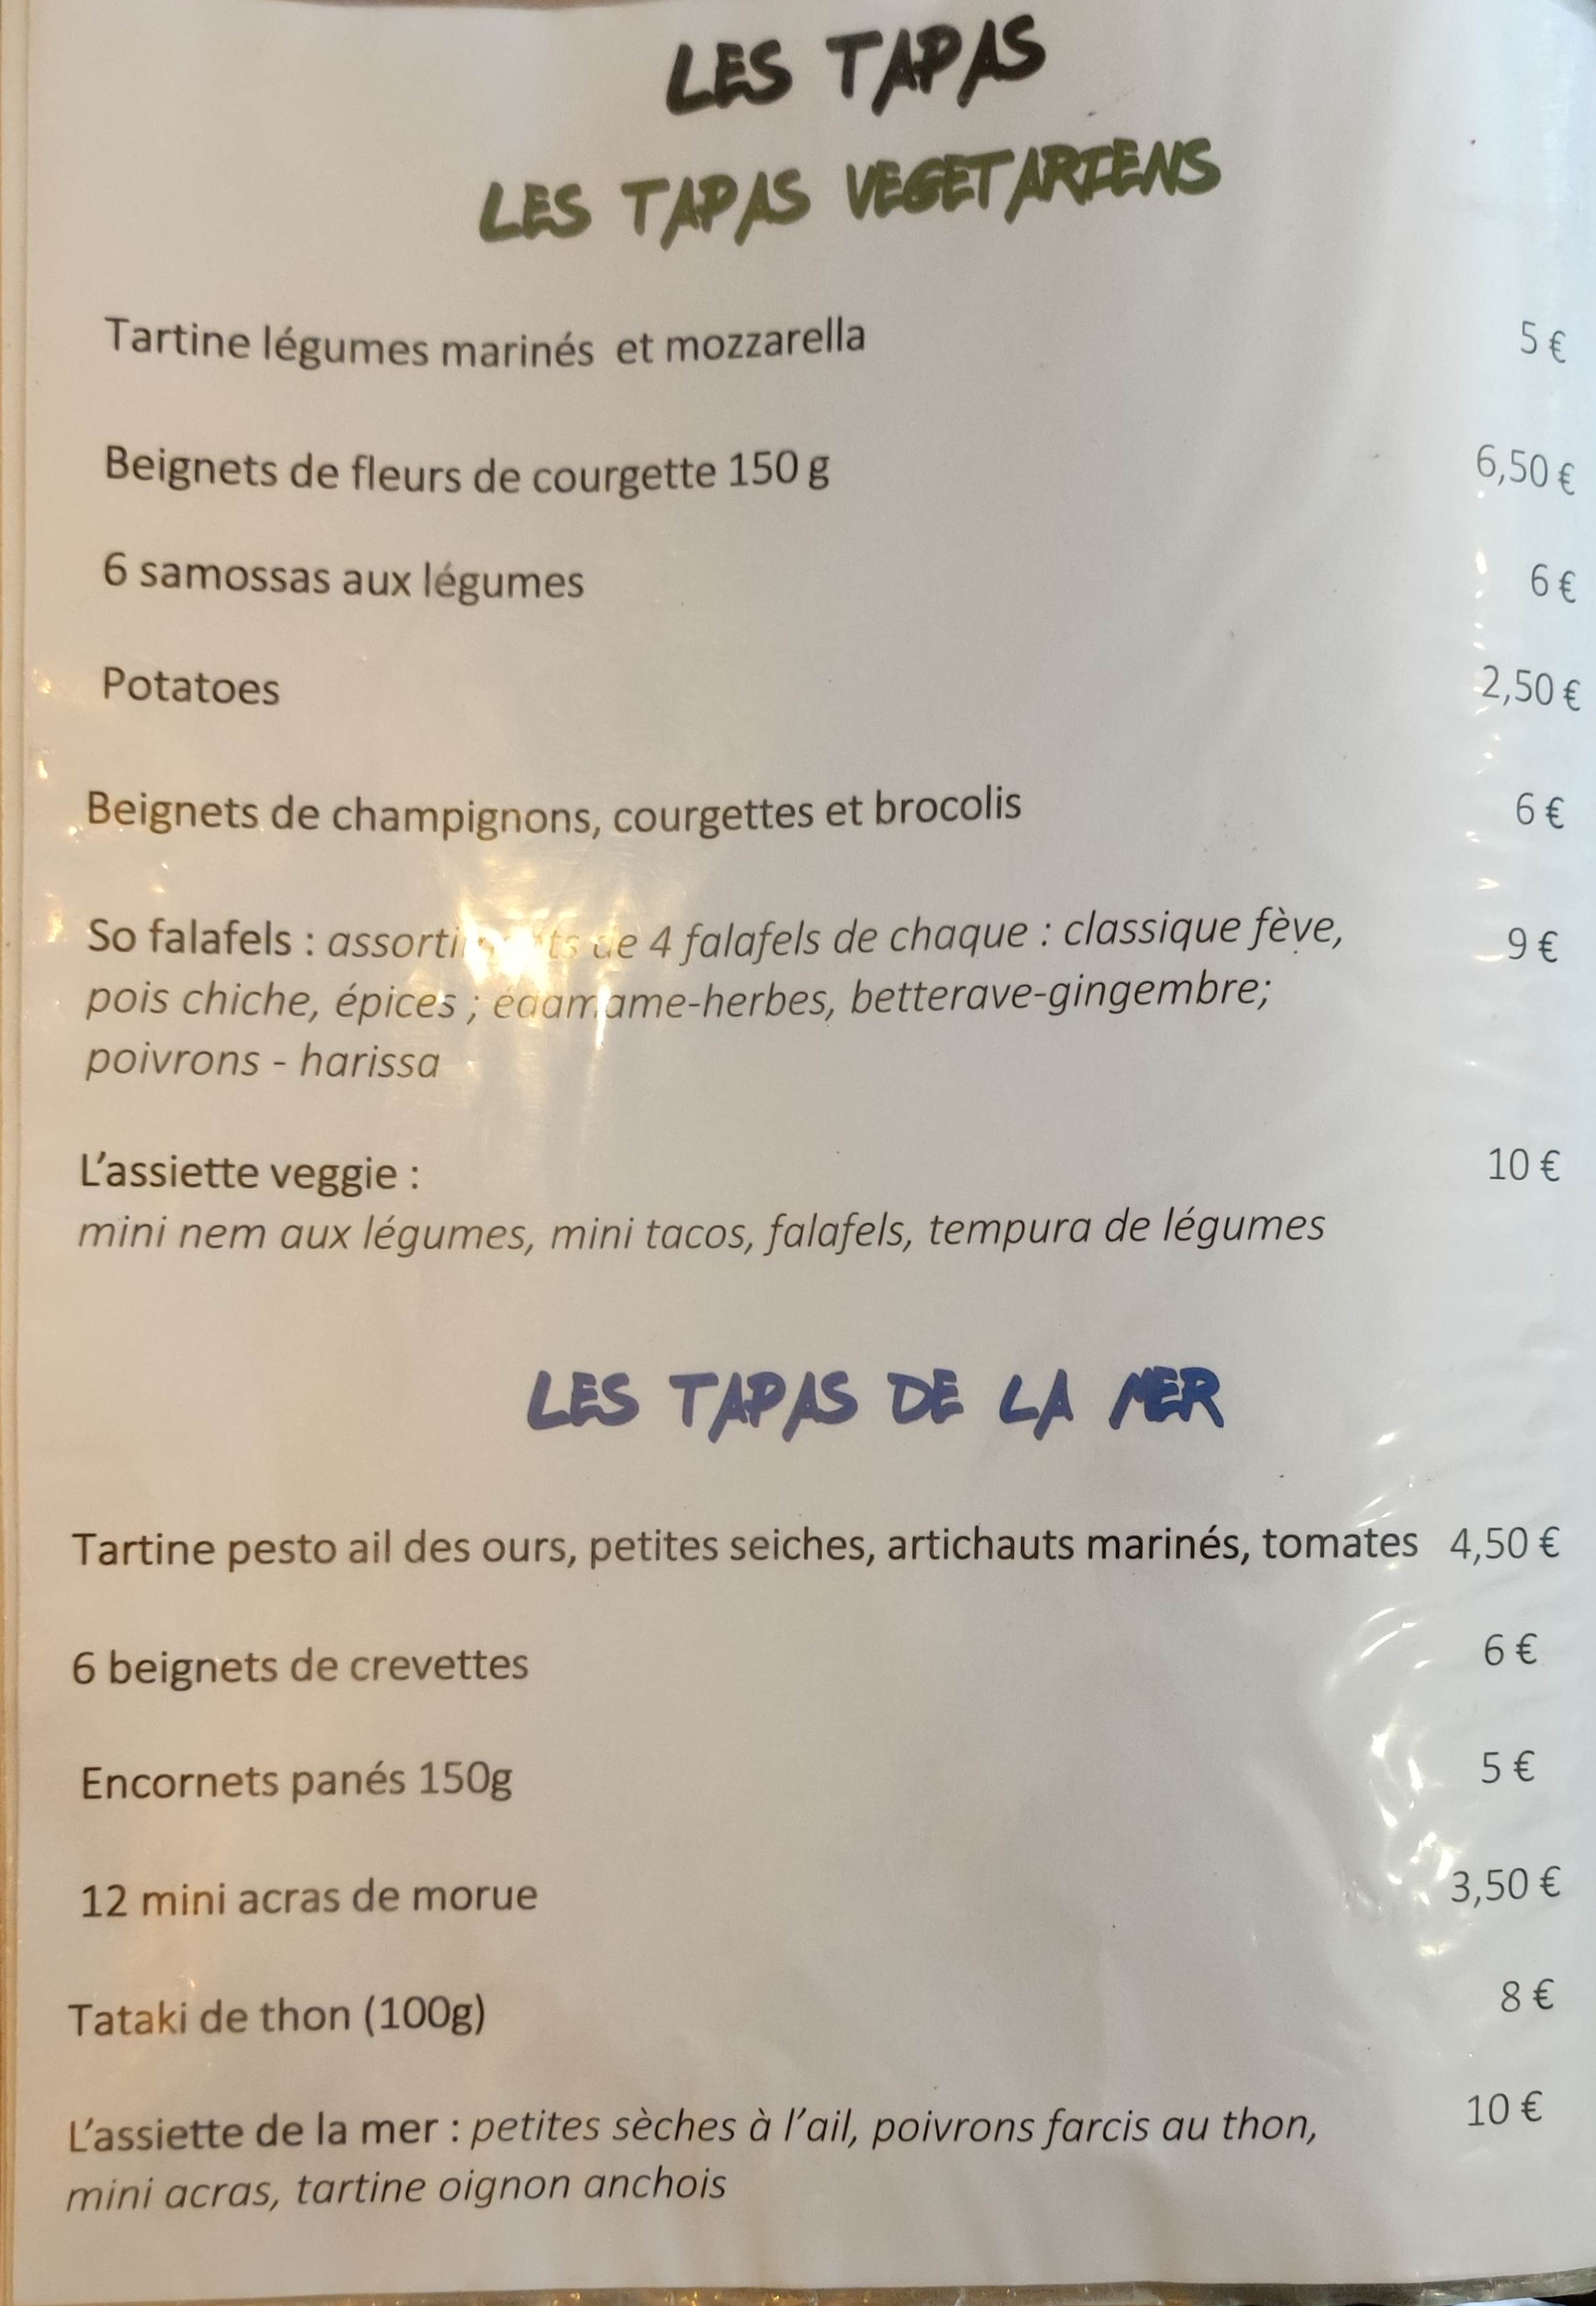 LES TAPAS
LES TAPAS VEGETARIENS
Tartine légumes marinés et mozzarella 5 €
Beignets de fleurs de courgette 150 g 6,50 €
6 samossas aux légumes 6 €
Potatoes 2,50 €
Beignets de champignons, courgettes et brocolis 6 €
So falafels : de 4 falafels de chaque : classique fève, 9 €
pois chiche, épices ; edamame-herbes, betterave-gingembre;
poivrons - harissa
L'assiette veggie : 10 €
mini nem aux légumes, mini tacos, falafels, tempura de légumes
LES TAPAS DE LA MER
Tartine pesto ail des ours, petites seiches, artichauts marinés, tomates 4,50 €
6 beignets de crevettes 6 €
Encornets panés 150g 5 €
12 mini acras de morue 3,50 €
Tataki de thon (100g) 8 €
L'assiette de la mer : petites sèches à l'ail, poivrons farcis au thon, 10 €
mini acras, tartine oignon anchois